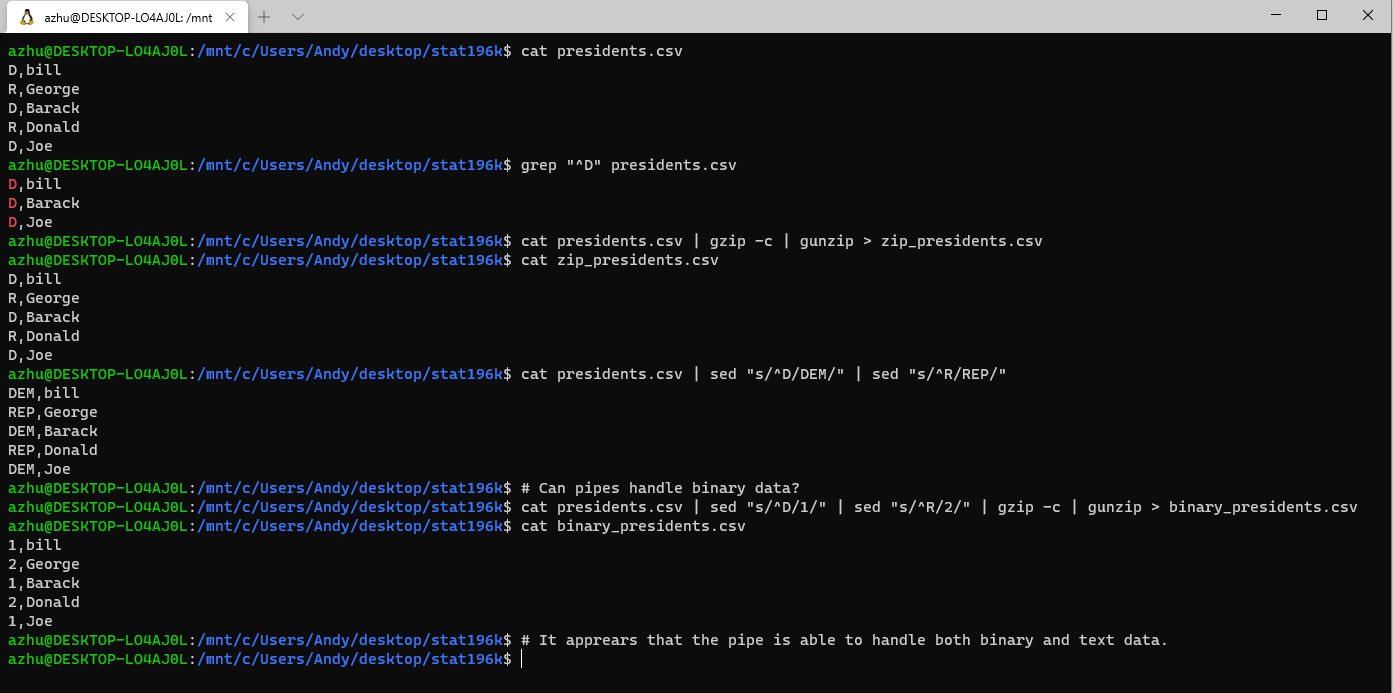 azhu@DESKTOP-LO4AJ0L: /mnt
azhu@DESKTOP-LO4AJ0L:/mnt/c/Users/Andy/desktop/stat196k$ cat presidents.csv
D,bill
R,George
D,Barack
R,Donald
D,Joe
azhu@DESKTOP-LO4AJ0L:/mnt/c/Users/Andy/desktop/stat196k$ grep "^D" presidents.csv
D,bill
D,Barack
D,Joe
azhu@DESKTOP-LO4AJ0L:/mnt/c/Users/Andy/desktop/stat196k$ cat presidents.csv | gzip -c | gunzip > zip_presidents.csv
azhu@DESKTOP-LO4AJ0L:/mnt/c/Users/Andy/desktop/stat196k$ cat zip_presidents.csv
D,bill
R,George
D,Barack
R,Donald
D,Joe
azhu@DESKTOP-LO4AJ0L:/mnt/c/Users/Andy/desktop/stat196k$ cat presidents.csv | sed "s/^D/DEM/" | sed "s/^R/REP/"
DEM,bill
REP,George
DEM,Barack
REP,Donald
DEM,Joe
azhu@DESKTOP-LO4AJ0L:/mnt/c/Users/Andy/desktop/stat196k$ # Can pipes handle binary data?
azhu@DESKTOP-LO4AJ0L:/mnt/c/Users/Andy/desktop/stat196k$ cat presidents.csv | sed "s/^D/1/" | sed "s/^R/2/" | gzip -c | gunzip > binary_presidents.csv
azhu@DESKTOP-LO4AJ0L:/mnt/c/Users/Andy/desktop/stat196k$ cat binary_presidents.csv
1,bill
2,George
1,Barack
2,Donald
1,Joe
azhu@DESKTOP-LO4AJ0L:/mnt/c/Users/Andy/desktop/stat196k$ # It apprears that the pipe is able to handle both binary and text data.
azhu@DESKTOP-LO4AJ0L:/mnt/c/Users/Andy/desktop/stat196k$